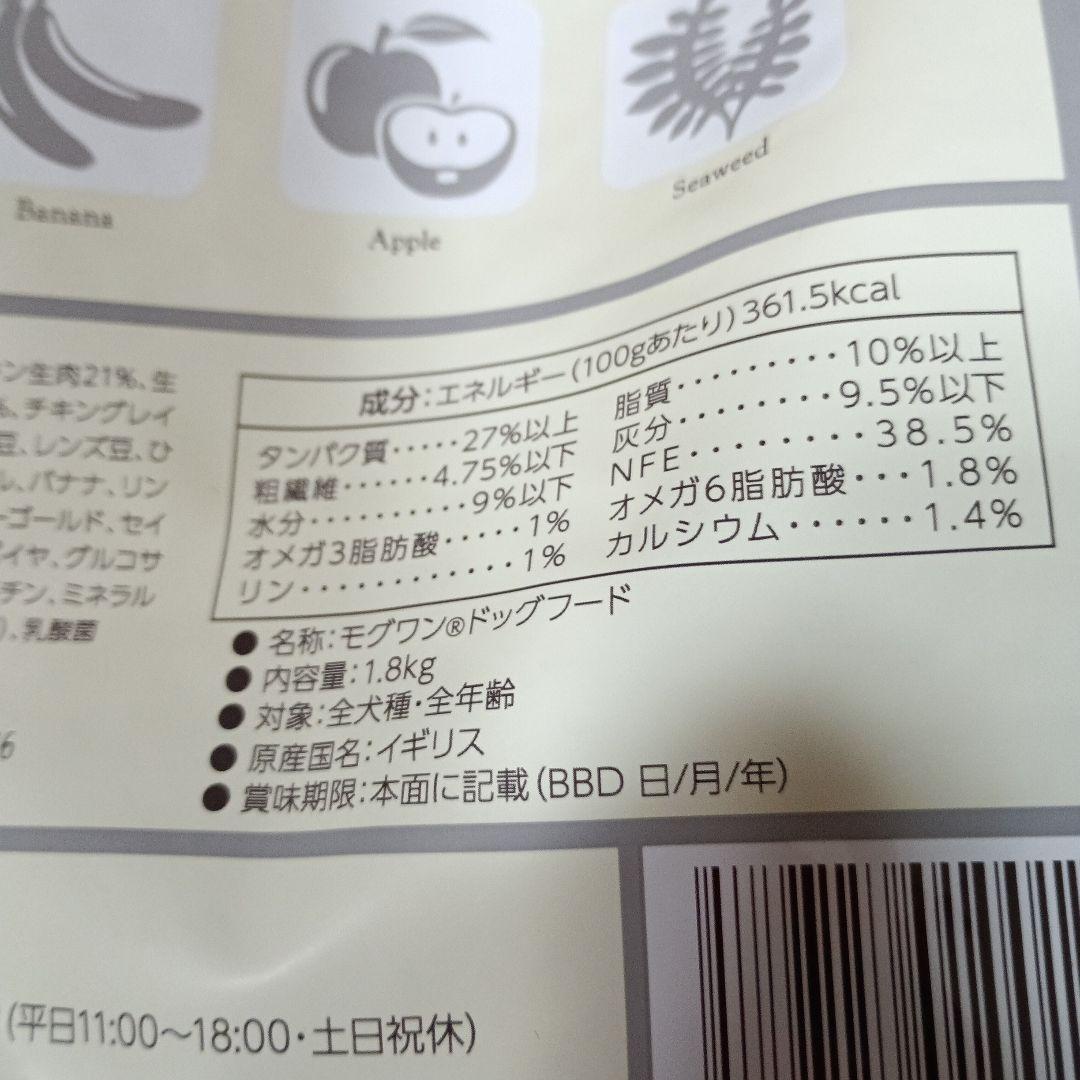 Banana
Apple
Seaweed
ン生肉21%、生
、チキングレイ
豆、レンズ豆、ひ
ル、バナナ、リン
ーゴールド、セイ
パイヤ、グルコサ
チン、ミネラル
)、乳酸菌
6
成分:エネルギー(100gあたり)361.5kcal
タンパク質・・・・・27%以上
粗繊維・・・・・・4.75%以下
水分・・・・・・・・・・9%以下
オメガ3脂肪酸・・・・・1%
リン・・・・・・・・・・・・1%
脂質・・・・・・・・・・10%以上
灰分・・・・・・・・・9.5%以下
NFE・・・・・・・・38.5%
オメガ6脂肪酸・・・1.8%
カルシウム・・・・・・1.4%
● 名称:モグワン®ドッグフード
● 内容量:1.8kg
● 対象:全犬種・全年齢
● 原産国名:イギリス
● 賞味期限:本面に記載(BBD 日/月/年)
(平日11:00～18:00・土日祝休)